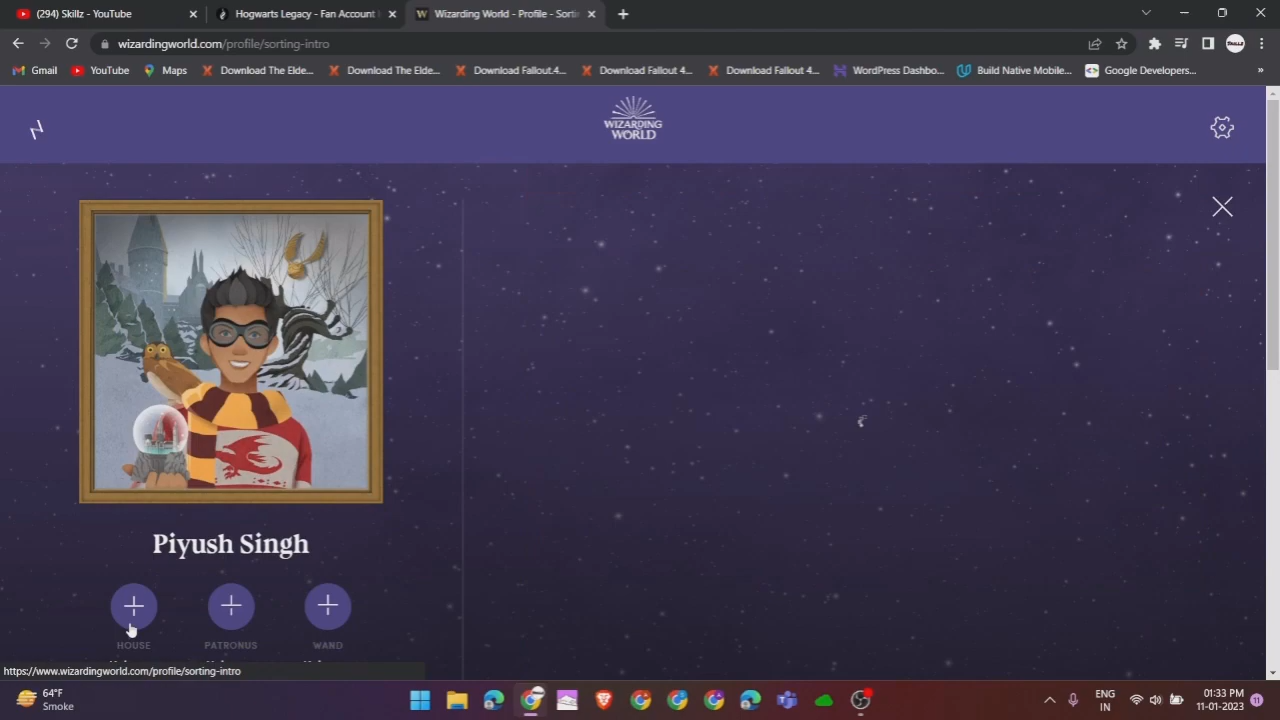 (294) Skillz - YouTube
Hogwarts Legacy - Fan Account
Wizarding World - Profile - Sorti
wizardingworld.com/profile/sorting-intro
SKILLZ
Gmail
YouTube
Maps
Download The Elde...
Download The Elde...
Download Fallout.4...
Download Fallout 4...
Download Fallout 4...
WordPress Dashbo...
Build Native Mobile...
Google Developers...
»
WIZARDING
WORLD
Piyush Singh
HOUSE
PATRONUS
WAND
https://www.wizardingworld.com/profile/sorting-intro
64°F
Smoke
ENG
IN
01:33 PM
11-01-2023
11